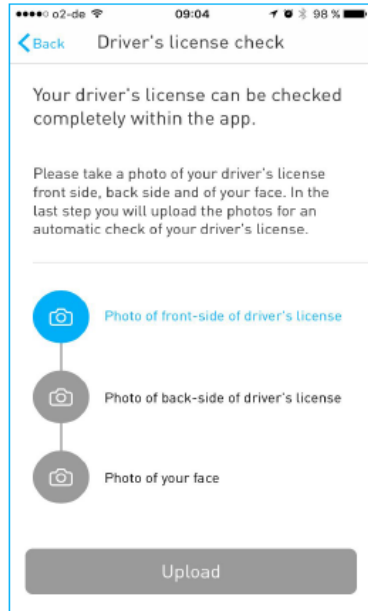 o2-de 09:04 98 %
Back Driver's license check
Your driver's license can be checked
completely within the app.
Please take a photo of your driver's license
front side, back side and of your face. In the
last step you will upload the photos for an
automatic check of your driver's license.
Photo of front-side of driver's license
Photo of back-side of driver's license
Photo of your face
Upload